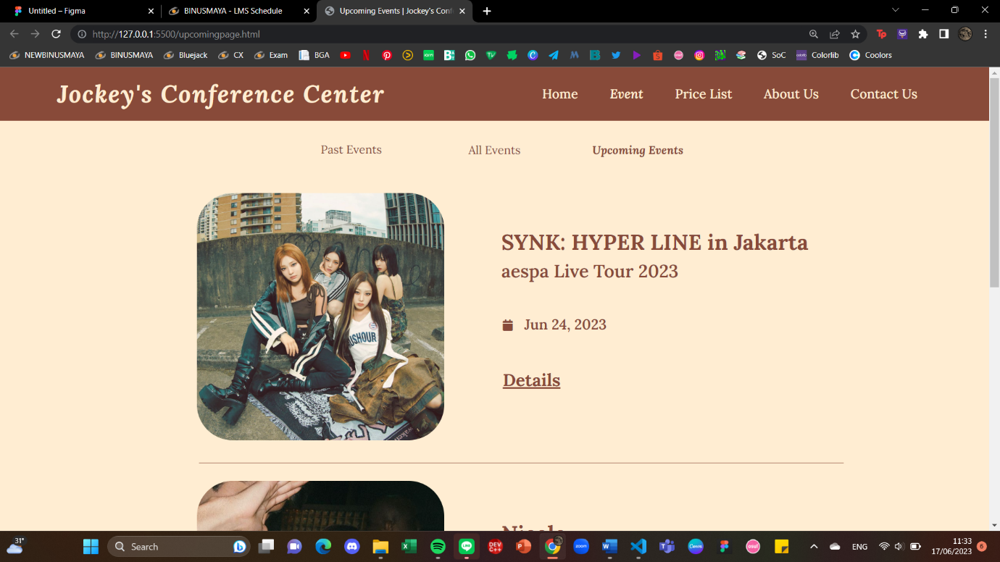 Untitled – Figma
BINUSMAYA - LMS Schedule
Upcoming Events | Jockey's Conf
http://127.0.0.1:5500/upcomingpage.html
NEWBINUSMAYA BINUSMAYA Bluejack CX Exam BGA SoC Colorlib Coolors
Jockey's Conference Center
Home Event Price List About Us Contact Us
Past Events All Events Upcoming Events
SYNK: HYPER LINE in Jakarta
aespa Live Tour 2023
Jun 24, 2023
Details
31°
Search
ENG
11:33
17/06/2023
6